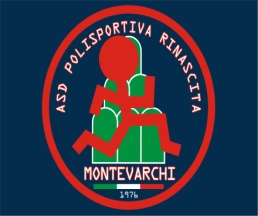 ASD POLISPORTIVA RINASCITA
MONTEVARCHI
1976